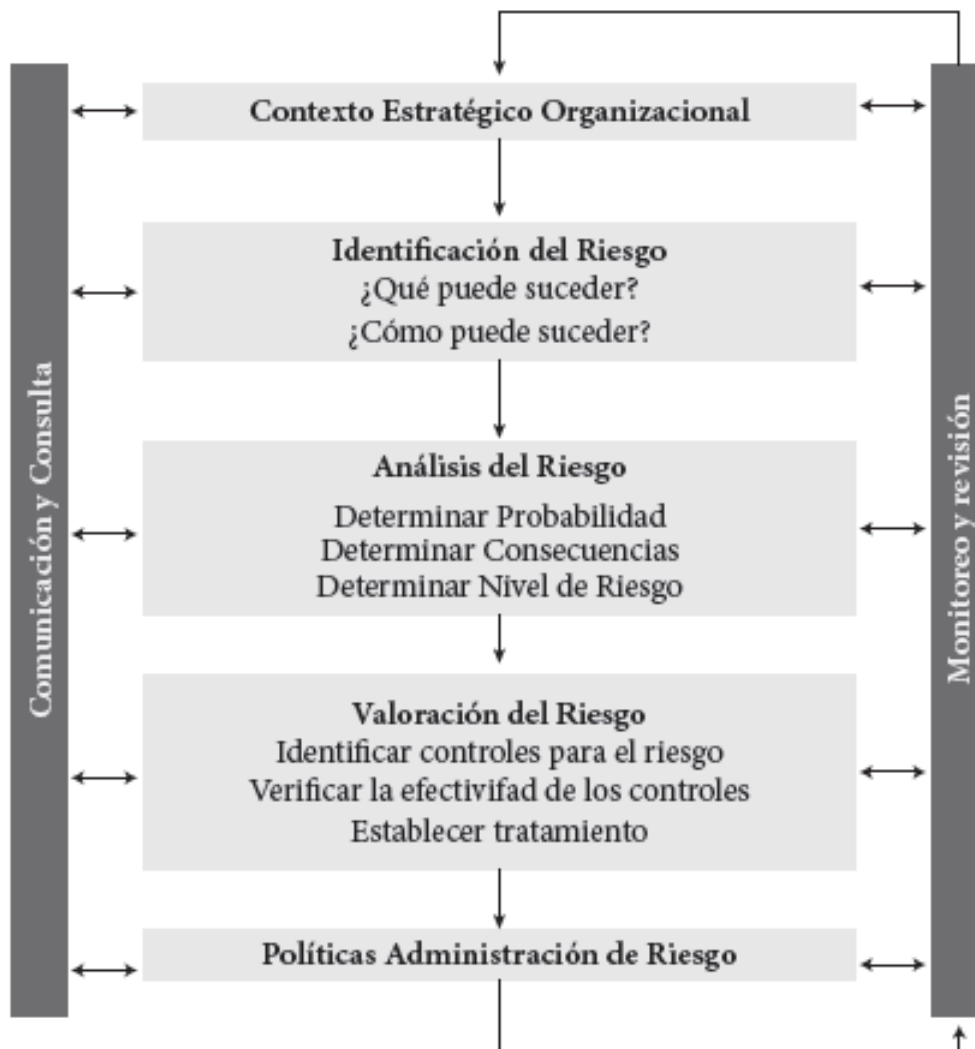 Contexto Estratégico Organizacional
Identificación del Riesgo
¿Qué puede suceder?
¿Cómo puede suceder?
Análisis del Riesgo
Determinar Probabilidad
Determinar Consecuencias
Determinar Nivel de Riesgo
Valoración del Riesgo
Identificar controles para el riesgo
Verificar la efectivifad de los controles
Establecer tratamiento
Políticas Administración de Riesgo
Comunicación y Consulta
Monitoreo y revisión